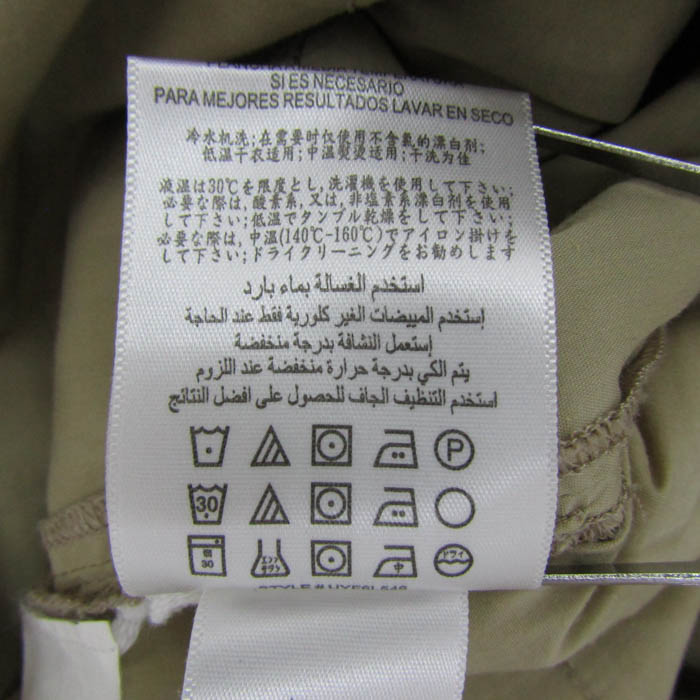 SI ES NECESARIO
PARA MEJORES RESULTADOS LAVAR EN SECO
冷水机洗;在需要时仅使用不含氯的漂白剂;
低温干衣适用;中温熨烫适用;干洗为佳
液温は30℃を限度とし,洗濯機を使用して下さい;
必要な際は,酸素系,又は,非塩素系漂白剤を使用
して下さい;低温でタンブル乾燥をして下さい;
必要な際は,中温(140℃-160℃)でアイロン掛けを
して下さい;ドライクリーニングをお勧めします
استخدم الغسالة بماء بارد
إستخدم المبيضات الغير كلورية فقط عند الحاجة
إستعمل النشافة بدرجة منخفضة
يتم الكي بدرجة حرارة منخفضة عند اللزوم
استخدم التنظيف الجاف للحصول على افضل النتائج
P
30
30 中 ドライ
STYLE #